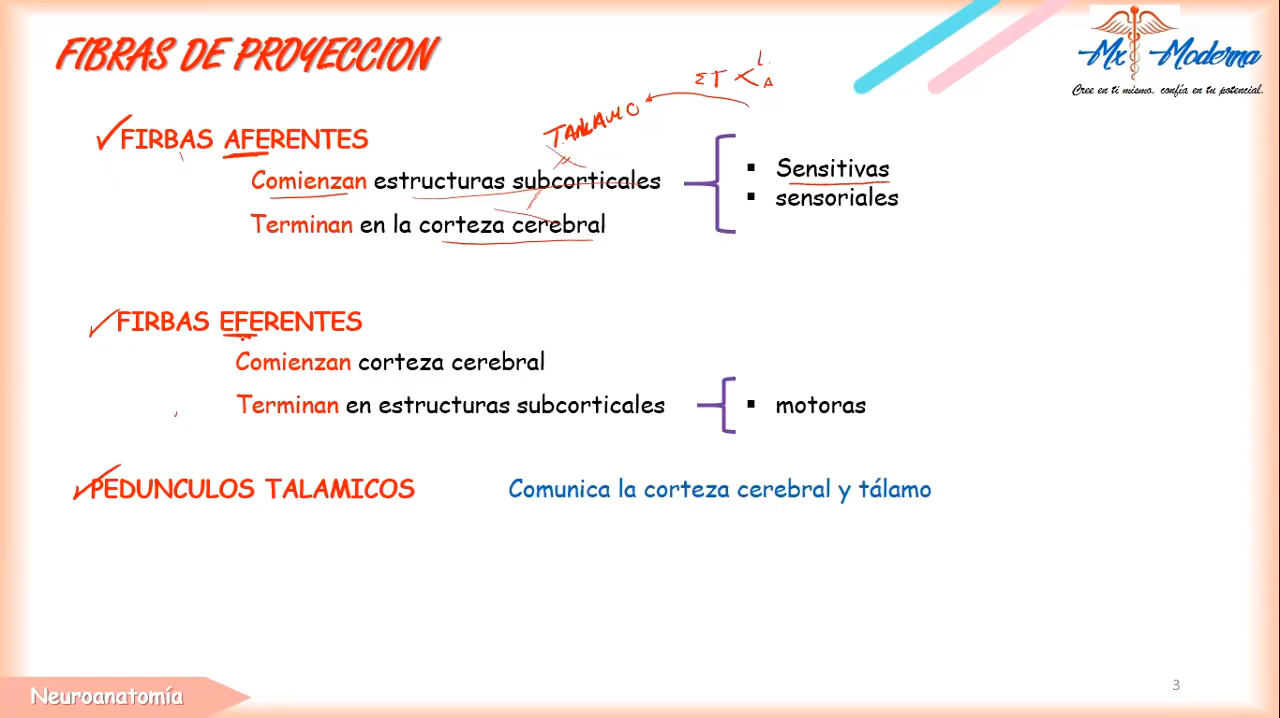 FIBRAS DE PROYECCION
Mx Moderna
Cree en ti mismo, confía en tu potencial.
ET < L.
A
TANLAMO
FIRBAS AFERENTES
Comienzan estructuras subcorticales
Terminan en la corteza cerebral
▪ Sensitivas
▪ sensoriales
FIRBAS EFERENTES
Comienzan corteza cerebral
Terminan en estructuras subcorticales
▪ motoras
PEDUNCULOS TALAMICOS
Comunica la corteza cerebral y tálamo
Neuroanatomía
3